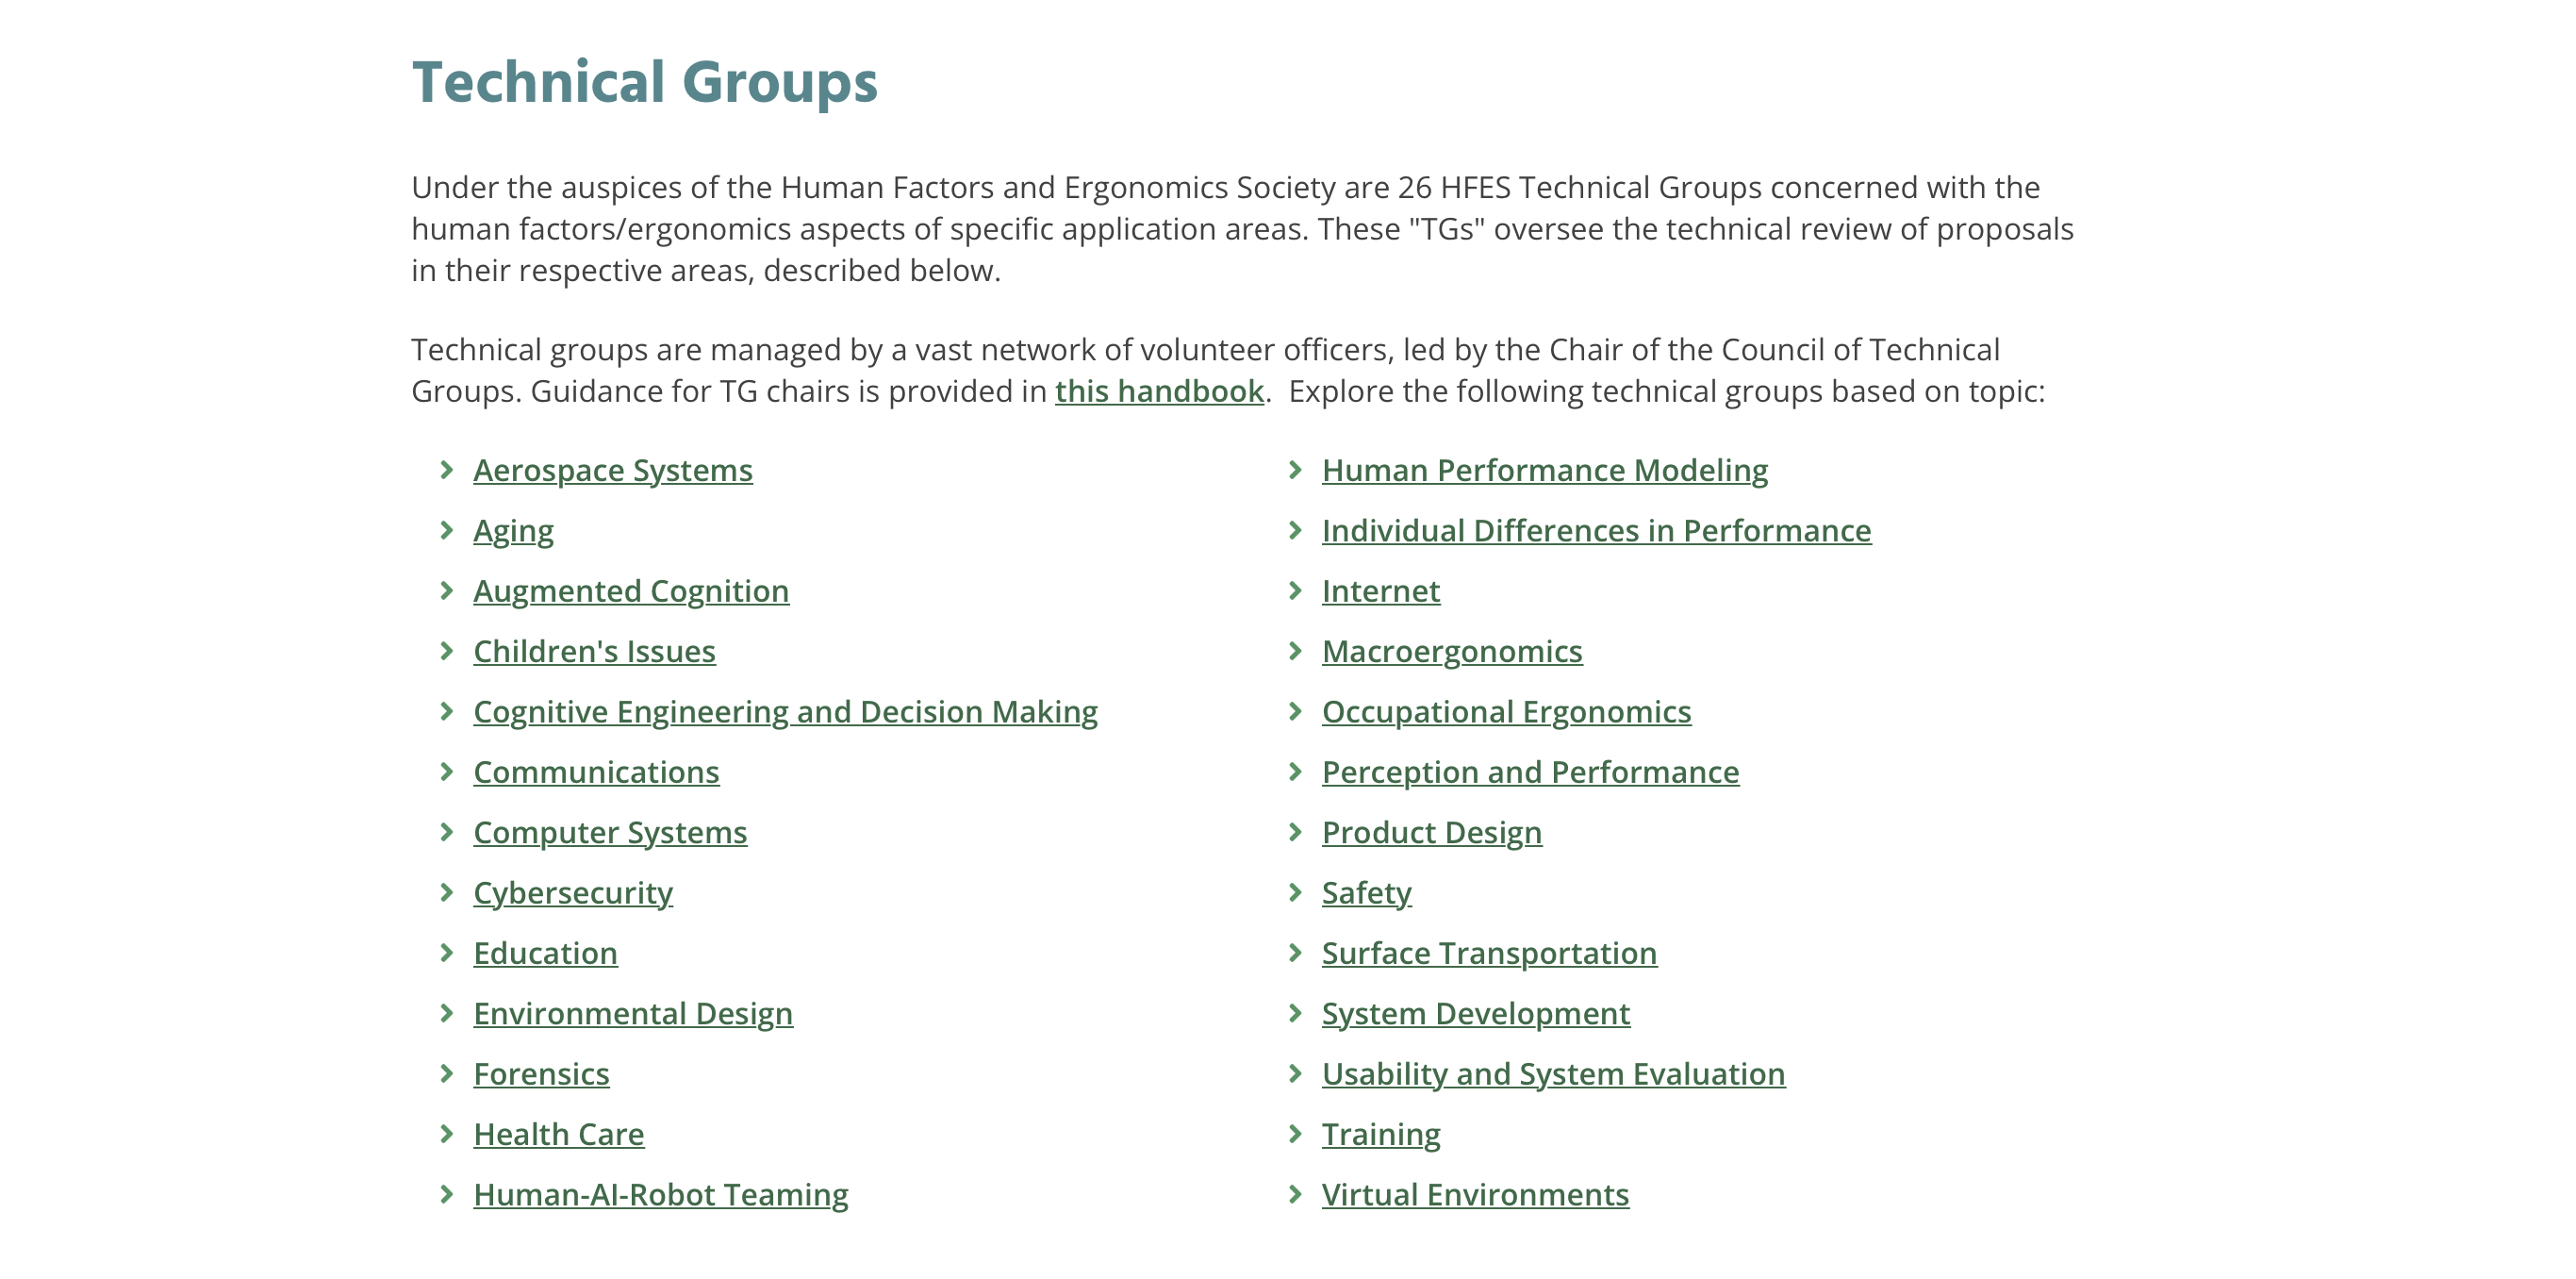 Technical Groups
Under the auspices of the Human Factors and Ergonomics Society are 26 HFES Technical Groups concerned with the
human factors/ergonomics aspects of specific application areas. These "TGs" oversee the technical review of proposals
in their respective areas, described below.
Technical groups are managed by a vast network of volunteer officers, led by the Chair of the Council of Technical
Groups. Guidance for TG chairs is provided in this handbook.  Explore the following technical groups based on topic:
Aerospace Systems
Aging
Augmented Cognition
Children's Issues
Cognitive Engineering and Decision Making
Communications
Computer Systems
Cybersecurity
Education
Environmental Design
Forensics
Health Care
Human-AI-Robot Teaming
Human Performance Modeling
Individual Differences in Performance
Internet
Macroergonomics
Occupational Ergonomics
Perception and Performance
Product Design
Safety
Surface Transportation
System Development
Usability and System Evaluation
Training
Virtual Environments